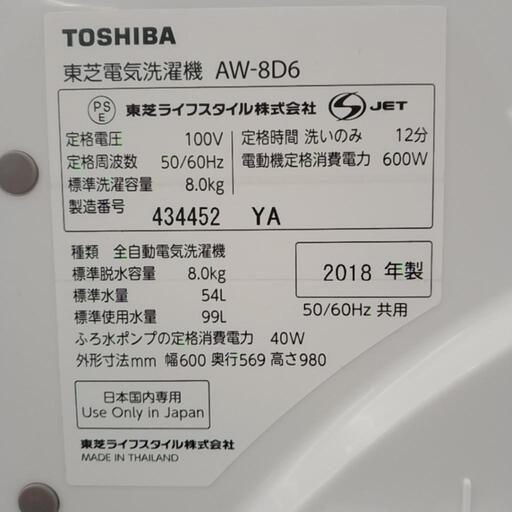 TOSHIBA
東芝電気洗濯機 AW-8D6
PSE 東芝ライフスタイル株式会社 S JET
定格電圧 100V
定格周波数 50/60Hz
標準洗濯容量 8.0kg
製造番号 434452 YA
定格時間 洗いのみ 12分
電動機定格消費電力 600W
種類 全自動電気洗濯機
標準脱水容量 8.0kg
標準水量 54L
標準使用水量 99L
2018 年製
50/60Hz 共用
ふろ水ポンプの定格消費電力 40W
外形寸法mm 幅600 奥行569 高さ980
日本国内専用
Use Only in Japan
東芝ライフスタイル株式会社
MADE IN THAILAND